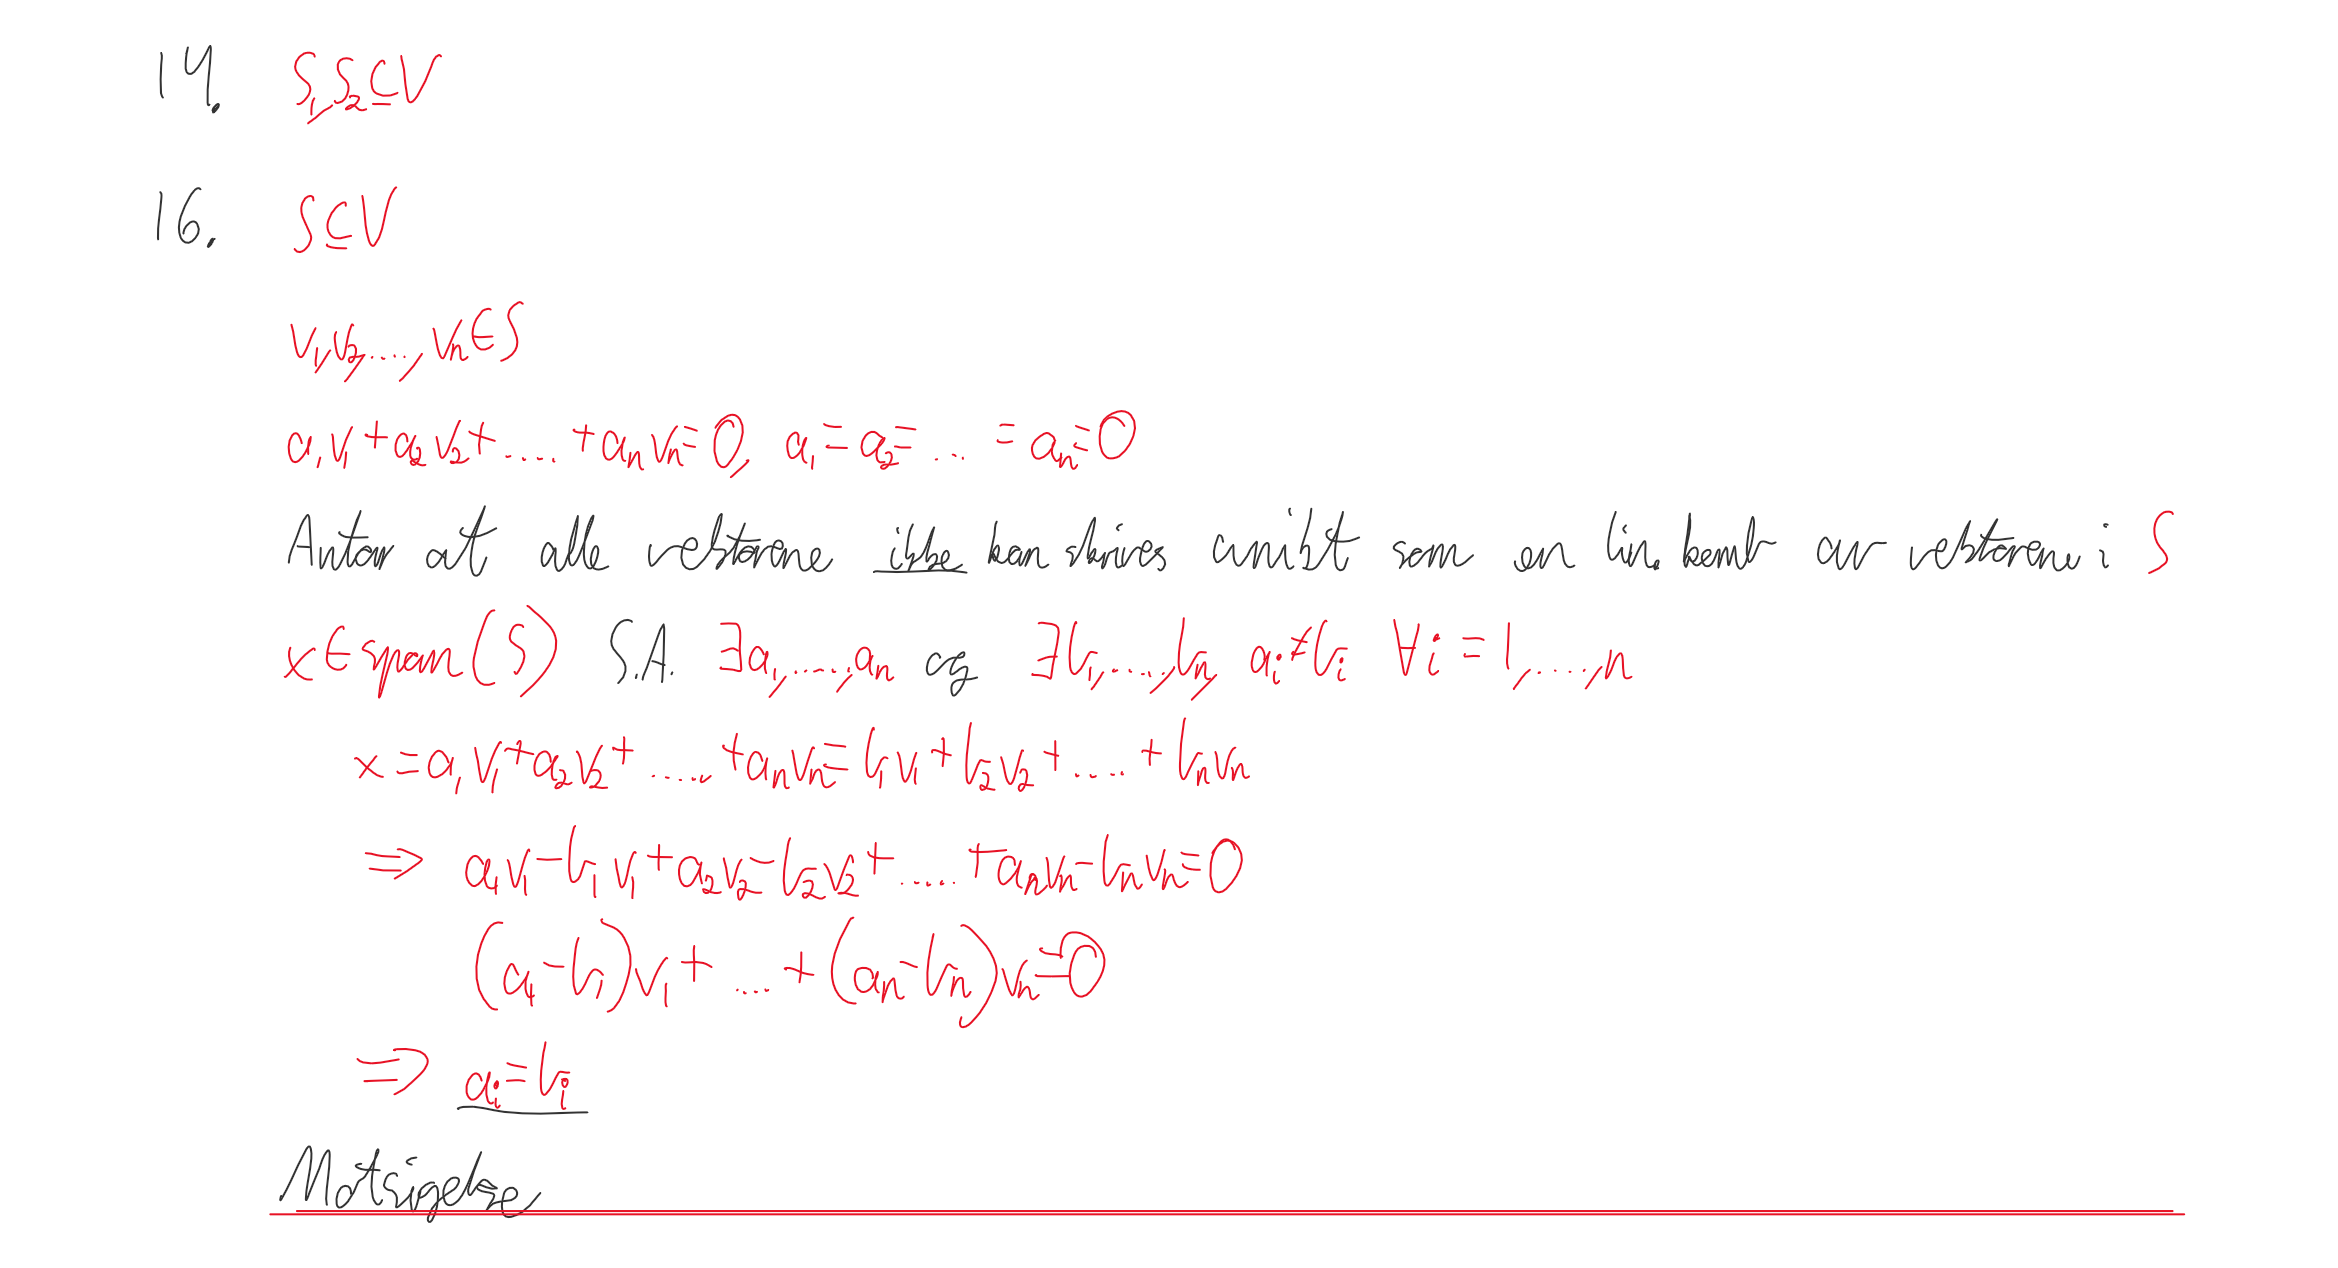 14. S₁, S₂ ⊆ V
16. S ⊆ V
v₁, v₂, ...., vₙ ∈ S
a₁v₁ + a₂v₂ + .... + aₙvₙ = 0, a₁ = a₂ = ... = aₙ = 0
Antar at alle vektorene ikke kan skrives unikt som en lin. komb av vektorene i S
x ∈ span(S) S.A. ∃a₁, ...., aₙ og ∃b₁, ...., bₙ, aᵢ ≠ bᵢ ∀i = 1, ...., n
x = a₁v₁ + a₂v₂ + ..... + aₙvₙ = b₁v₁ + b₂v₂ + .... + bₙvₙ
⇒ a₁v₁ - b₁v₁ + a₂v₂ - b₂v₂ + ..... + aₙvₙ - bₙvₙ = 0
(a₁ - b₁)v₁ + .... + (aₙ - bₙ)vₙ = 0
⇒ aᵢ = bᵢ
Motsigelse